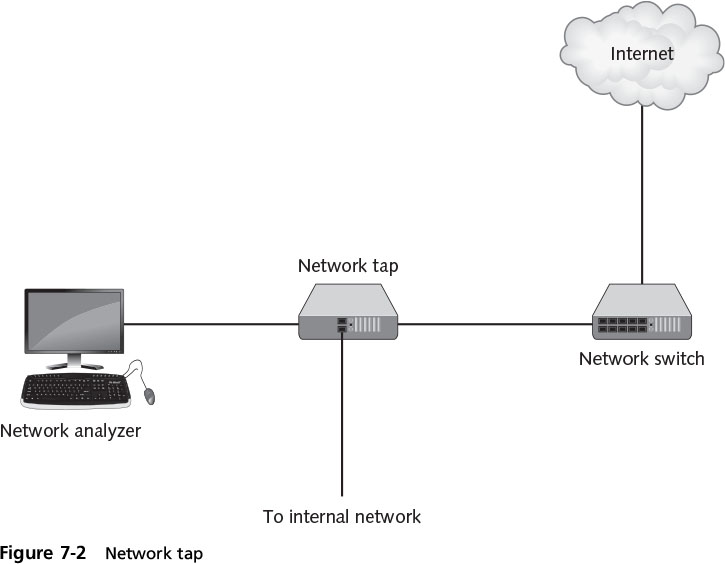 Internet
Network tap
Network switch
Network analyzer
To internal network
Figure 7-2 Network tap